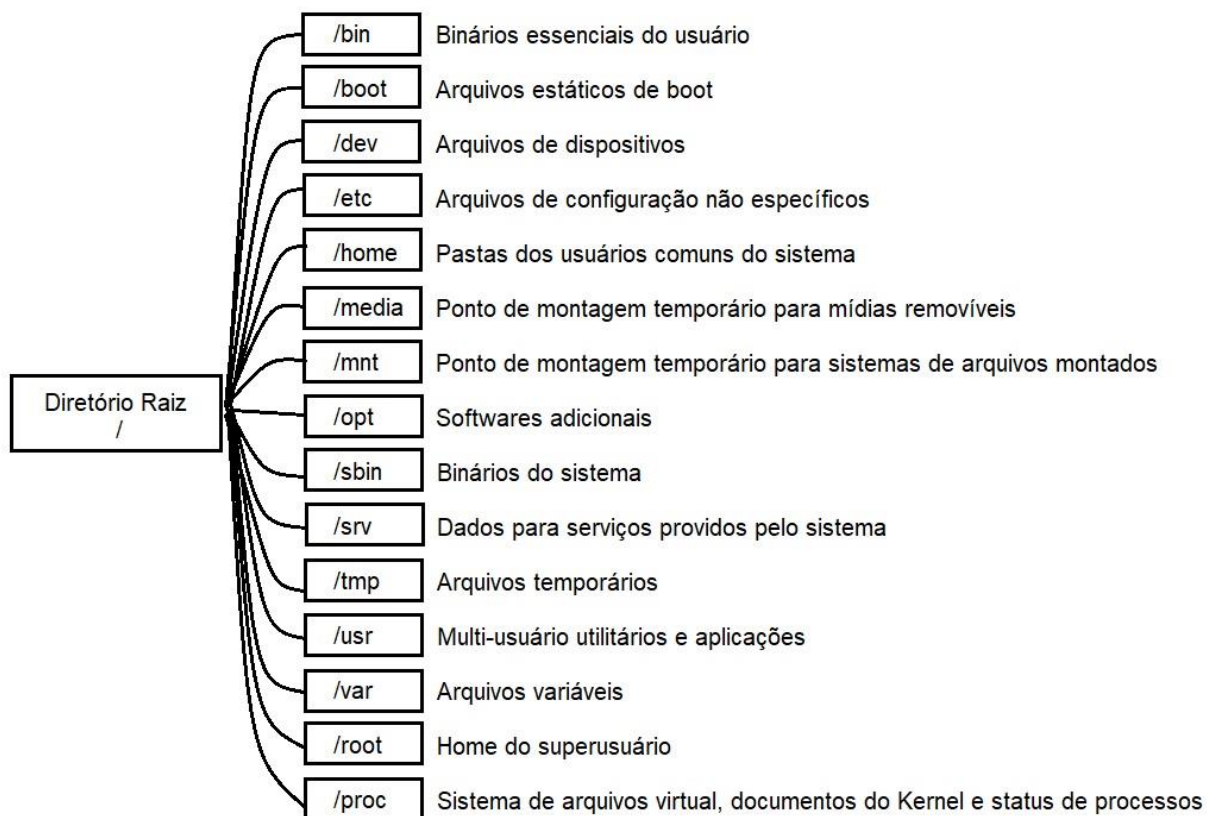 /bin Binários essenciais do usuário
/boot Arquivos estáticos de boot
/dev Arquivos de dispositivos
/etc Arquivos de configuração não específicos
/home Pastas dos usuários comuns do sistema
/media Ponto de montagem temporário para mídias removíveis
/mnt Ponto de montagem temporário para sistemas de arquivos montados
Diretório Raiz
/
/opt Softwares adicionais
/sbin Binários do sistema
/srv Dados para serviços providos pelo sistema
/tmp Arquivos temporários
/usr Multi-usuário utilitários e aplicações
/var Arquivos variáveis
/root Home do superusuário
/proc Sistema de arquivos virtual, documentos do Kernel e status de processos